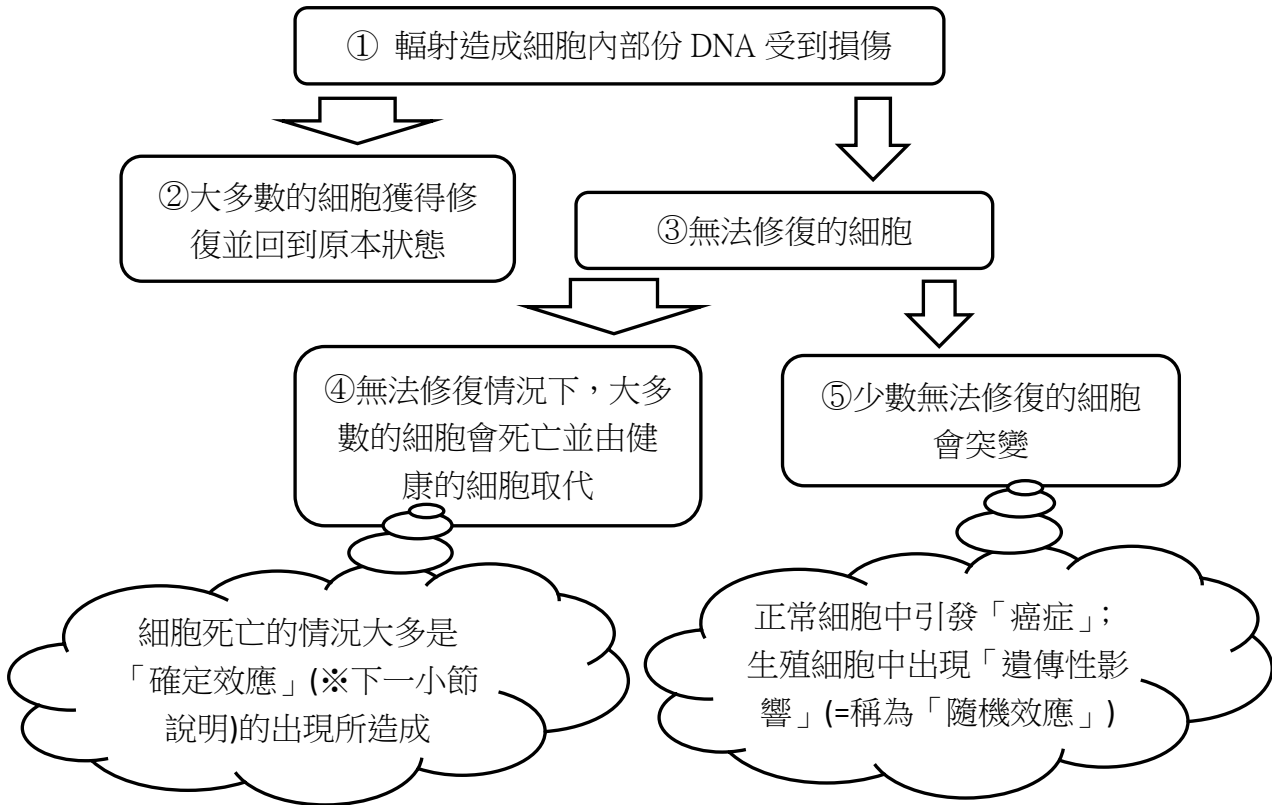 ① 輻射造成細胞內部份 DNA 受到損傷
②大多數的細胞獲得修
復並回到原本狀態
③無法修復的細胞
④無法修復情況下，大多
數的細胞會死亡並由健
康的細胞取代
⑤少數無法修復的細胞
會突變
細胞死亡的情況大多是
「確定效應」(※下一小節
說明)的出現所造成
正常細胞中引發「癌症」；
生殖細胞中出現「遺傳性影
響」(=稱為「隨機效應」)